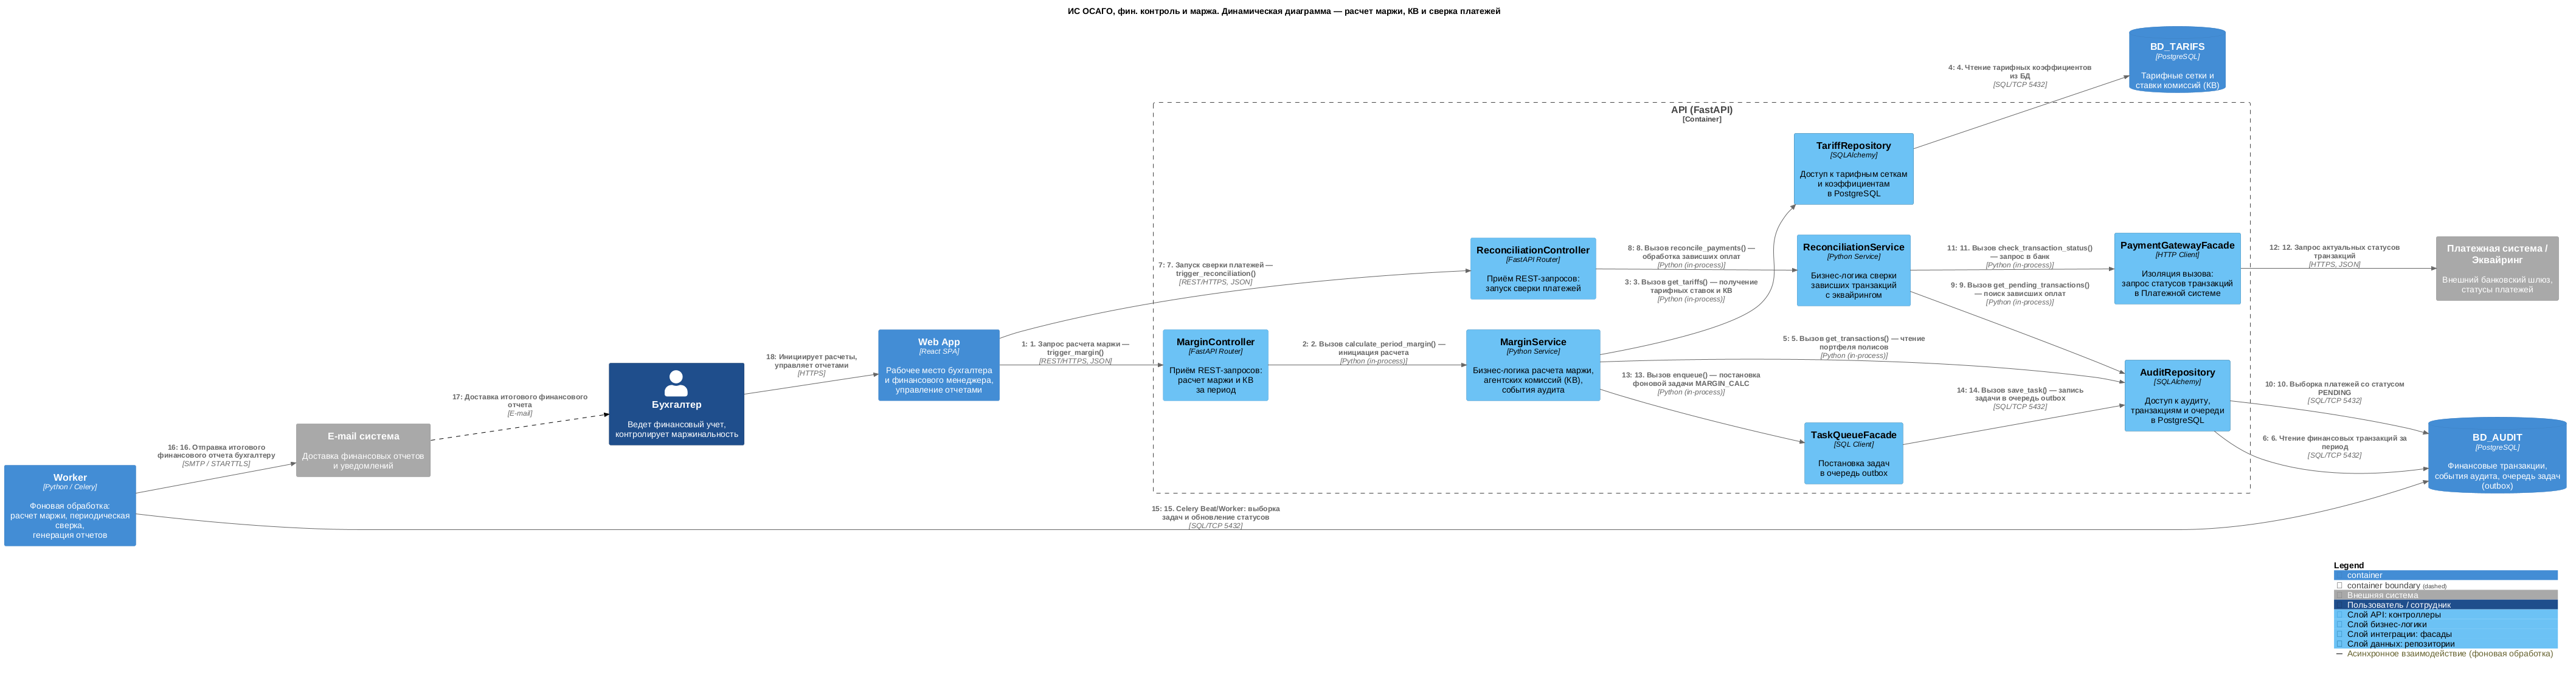 ИС ОСАГО, фин. контроль и маржа. Динамическая диаграмма — расчет маржи, КВ и сверка платежей
BD_TARIFS
[PostgreSQL]
Тарифные сетки и
ставки комиссий (КВ)
4: 4. Чтение тарифных коэффициентов
из БД
[SQL/TCP 5432]
API (FastAPI)
[Container]
TariffRepository
[SQLAlchemy]
Доступ к тарифным сеткам
и коэффициентам
в PostgreSQL
7: 7. Запуск сверки платежей —
trigger_reconciliation()
[REST/HTTPS, JSON]
ReconciliationController
[FastAPI Router]
Приём REST-запросов:
запуск сверки платежей
8: 8. Вызов reconcile_payments() —
обработка зависших оплат
[Python (in-process)]
3: 3. Вызов get_tariffs() — получение
тарифных ставок и КВ
[Python (in-process)]
ReconciliationService
[Python Service]
Бизнес-логика сверки
зависших транзакций
с эквайрингом
11: 11. Вызов check_transaction_status()
— запрос в банк
[Python (in-process)]
9: 9. Вызов get_pending_transactions()
— поиск зависших оплат
[Python (in-process)]
PaymentGatewayFacade
[HTTP Client]
Изоляция вызова:
запрос статусов транзакций
в Платежной системе
12: 12. Запрос актуальных статусов
транзакций
[HTTPS, JSON]
Платежная система /
Эквайринг
Внешний банковский шлюз,
статусы платежей
Web App
[React SPA]
Рабочее место бухгалтера
и финансового менеджера,
управление отчетами
1: 1. Запрос расчета маржи —
trigger_margin()
[REST/HTTPS, JSON]
MarginController
[FastAPI Router]
Приём REST-запросов:
расчет маржи и КВ
за период
2: 2. Вызов calculate_period_margin() —
инициация расчета
[Python (in-process)]
MarginService
[Python Service]
Бизнес-логика расчета маржи,
агентских комиссий (КВ),
события аудита
5: 5. Вызов get_transactions() — чтение
портфеля полисов
[Python (in-process)]
13: 13. Вызов enqueue() — постановка
фоновой задачи MARGIN_CALC
[Python (in-process)]
14: 14. Вызов save_task() — запись
задачи в очередь outbox
[SQL/TCP 5432]
AuditRepository
[SQLAlchemy]
Доступ к аудиту,
транзакциям и очереди
в PostgreSQL
10: 10. Выборка платежей со статусом
PENDING
[SQL/TCP 5432]
6: 6. Чтение финансовых транзакций за
период
[SQL/TCP 5432]
BD_AUDIT
[PostgreSQL]
Финансовые транзакции,
события аудита, очередь задач
(outbox)
TaskQueueFacade
[SQL Client]
Постановка задач
в очередь outbox
18: Инициирует расчеты,
управляет отчетами
[HTTPS]
Бухгалтер
Ведет финансовый учет,
контролирует маржинальность
17: Доставка итогового финансового
отчета
[E-mail]
E-mail система
Доставка финансовых отчетов
и уведомлений
16: 16. Отправка итогового
финансового отчета бухгалтеру
[SMTP / STARTTLS]
Worker
[Python / Celery]
Фоновая обработка:
расчет маржи, периодическая
сверка,
генерация отчетов
15: 15. Celery Beat/Worker: выборка
задач и обновление статусов
[SQL/TCP 5432]
Legend
container
container boundary (dashed)
Внешняя система
Пользователь / сотрудник
Слой API: контроллеры
Слой бизнес-логики
Слой интеграции: фасады
Слой данных: репозитории
Асинхронное взаимодействие (фоновая обработка)